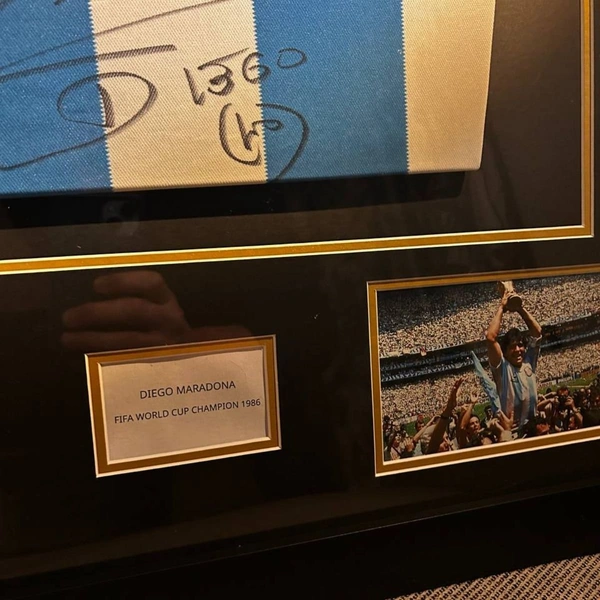 DIEGO MARADONA
FIFA WORLD CUP CHAMPION 1986